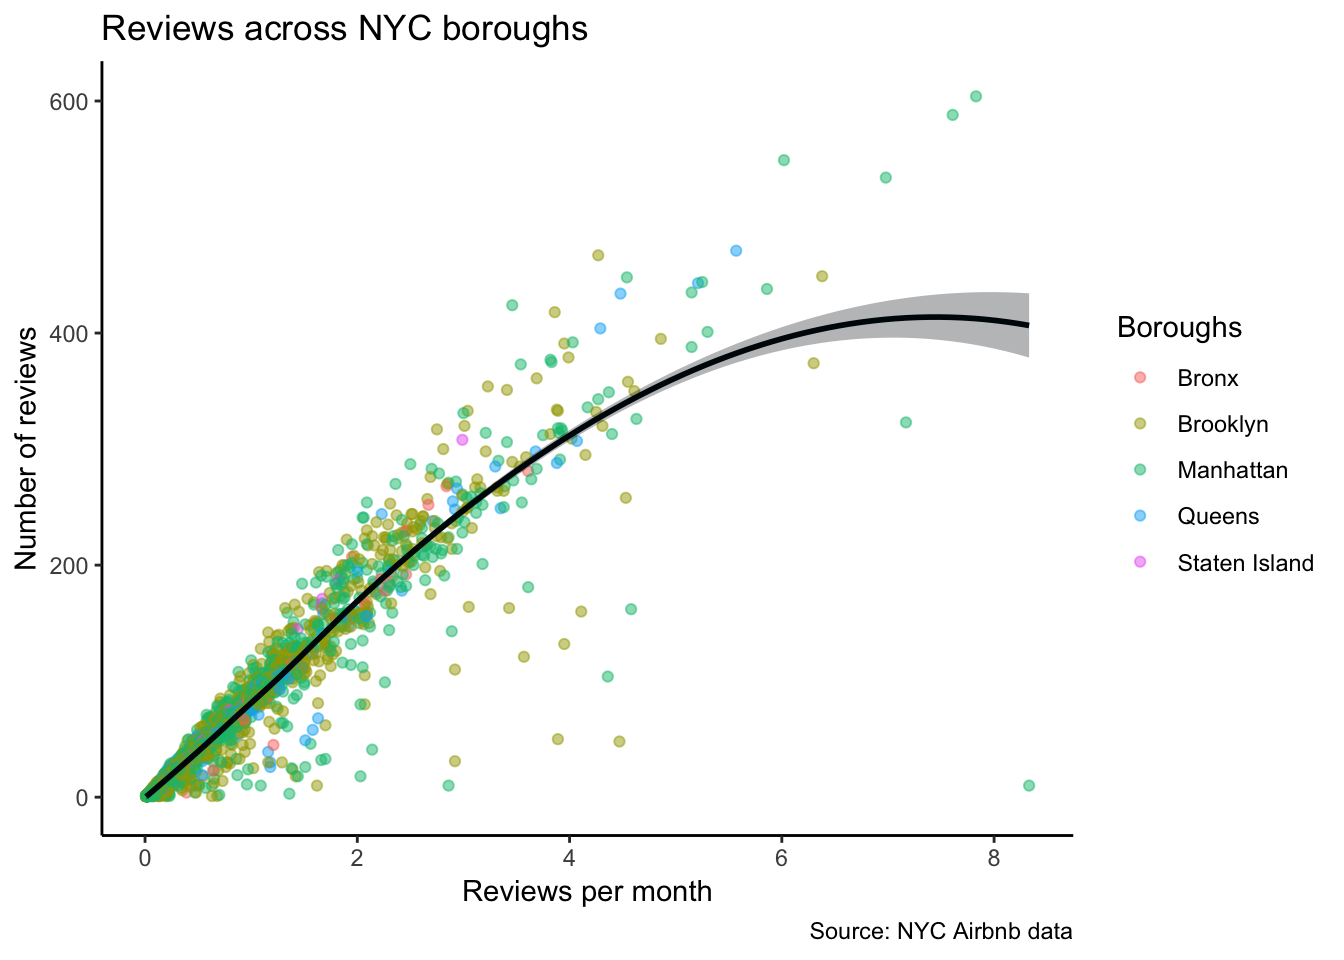 Reviews across NYC boroughs
600
400
200
0
Number of reviews
0 2 4 6 8
Reviews per month
Boroughs
Bronx
Brooklyn
Manhattan
Queens
Staten Island
Source: NYC Airbnb data